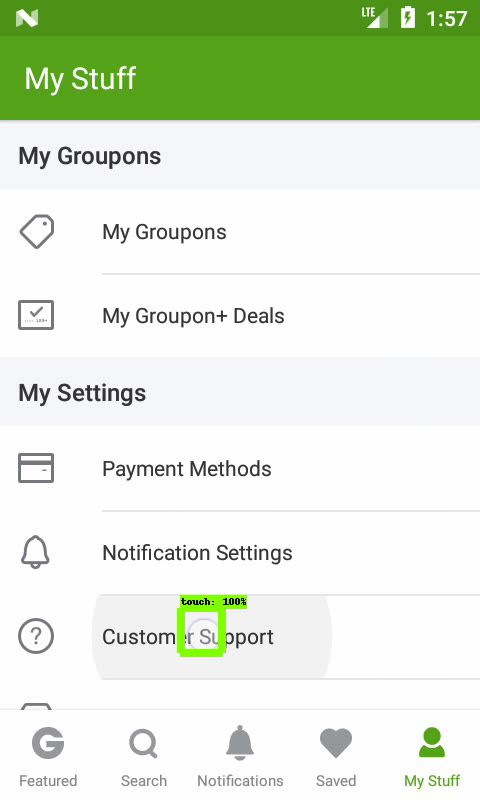 LTE
1:57
My Stuff
My Groupons
My Groupons
My Groupon+ Deals
My Settings
Payment Methods
Notification Settings
touch: 100%
Customer Support
Featured
Search
Notifications
Saved
My Stuff